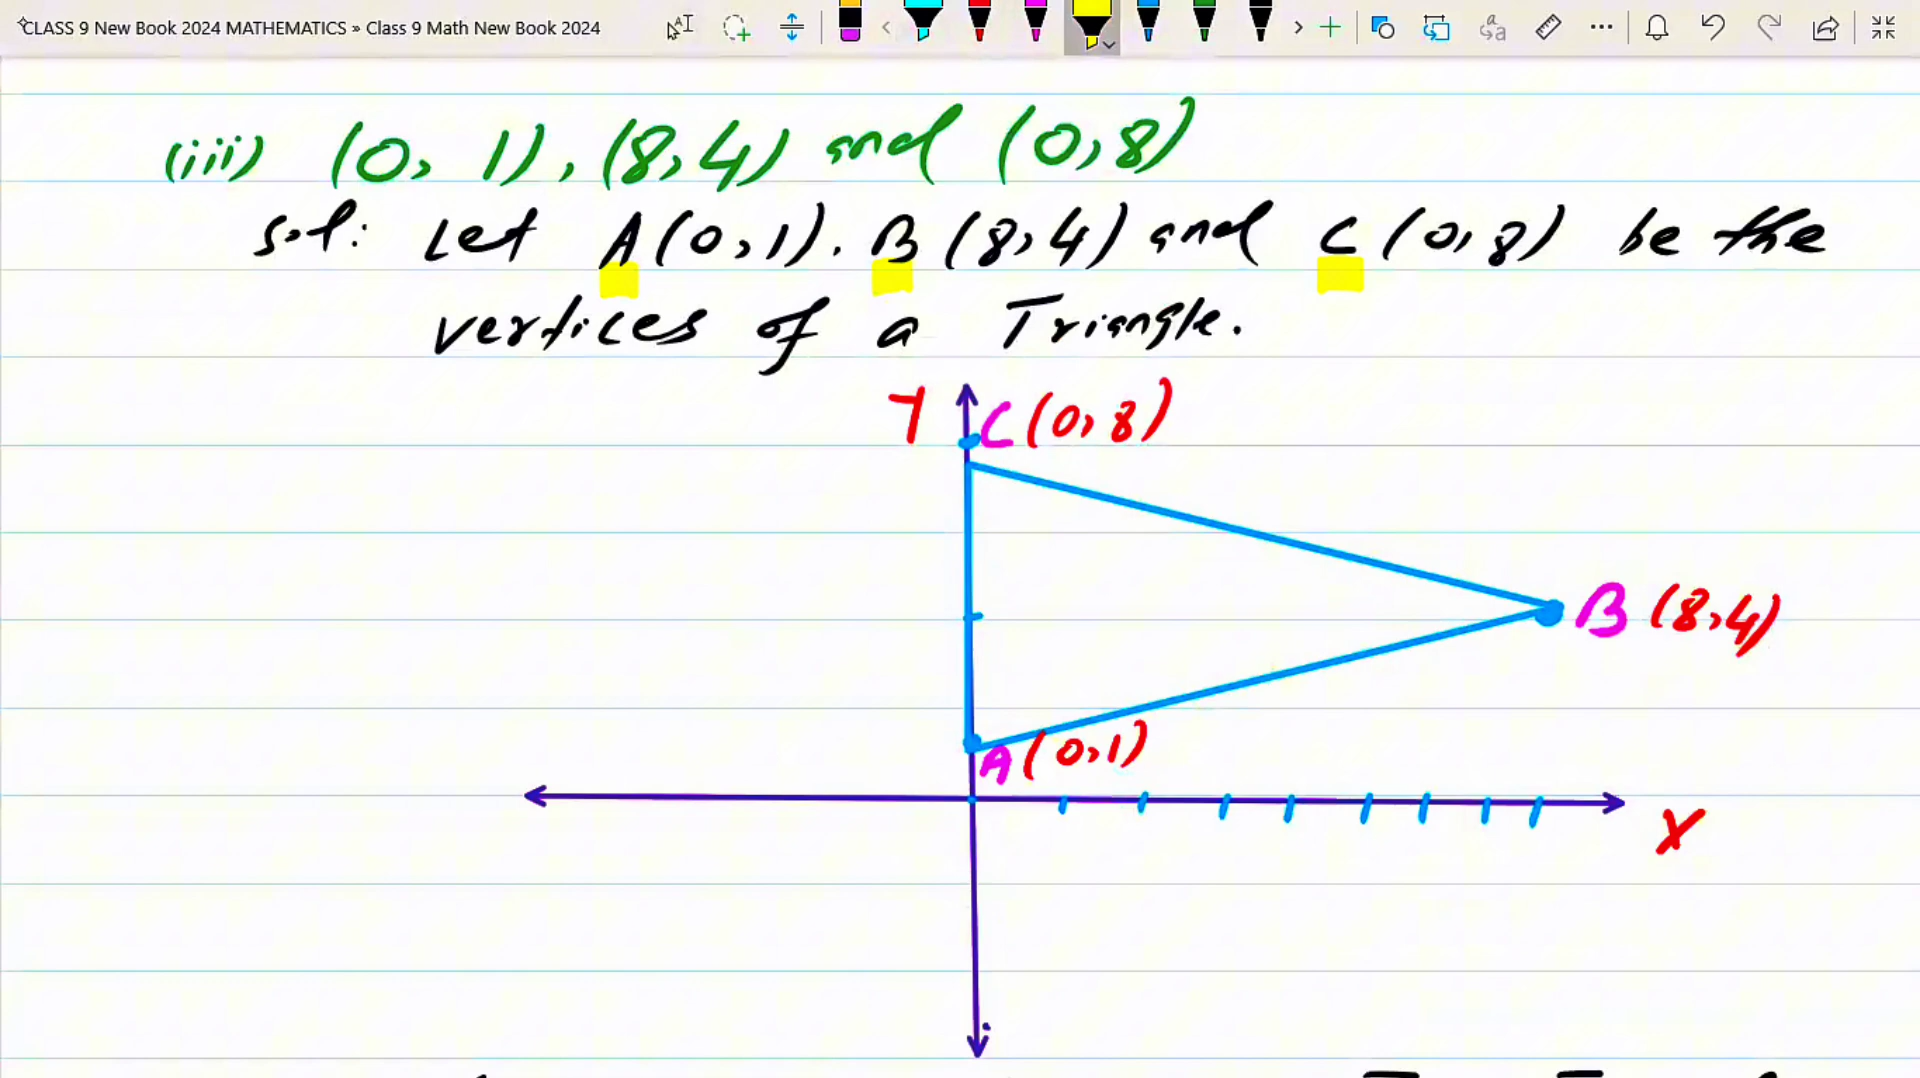 CLASS 9 New Book 2024 MATHEMATICS » Class 9 Math New Book 2024
(iii) (0, 1), (8,4) and (0,8)
sol: Let A(0,1). B(8,4) and C(0,8) be the
vertices of a Triangle.
Y C(0,8)
B (8,4)
A(0,1)
X